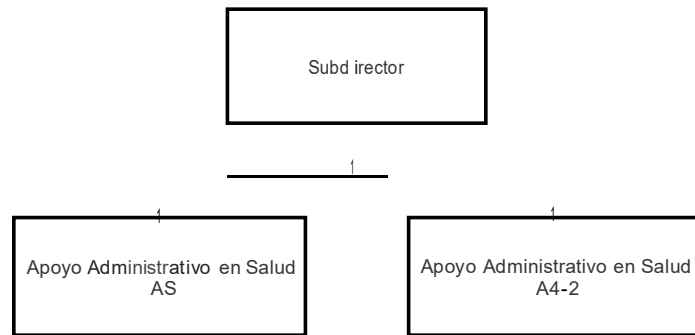 Subd irector
1
1
1
Apoyo Administrativo en Salud
AS
Apoyo Administrativo en Salud
A4-2